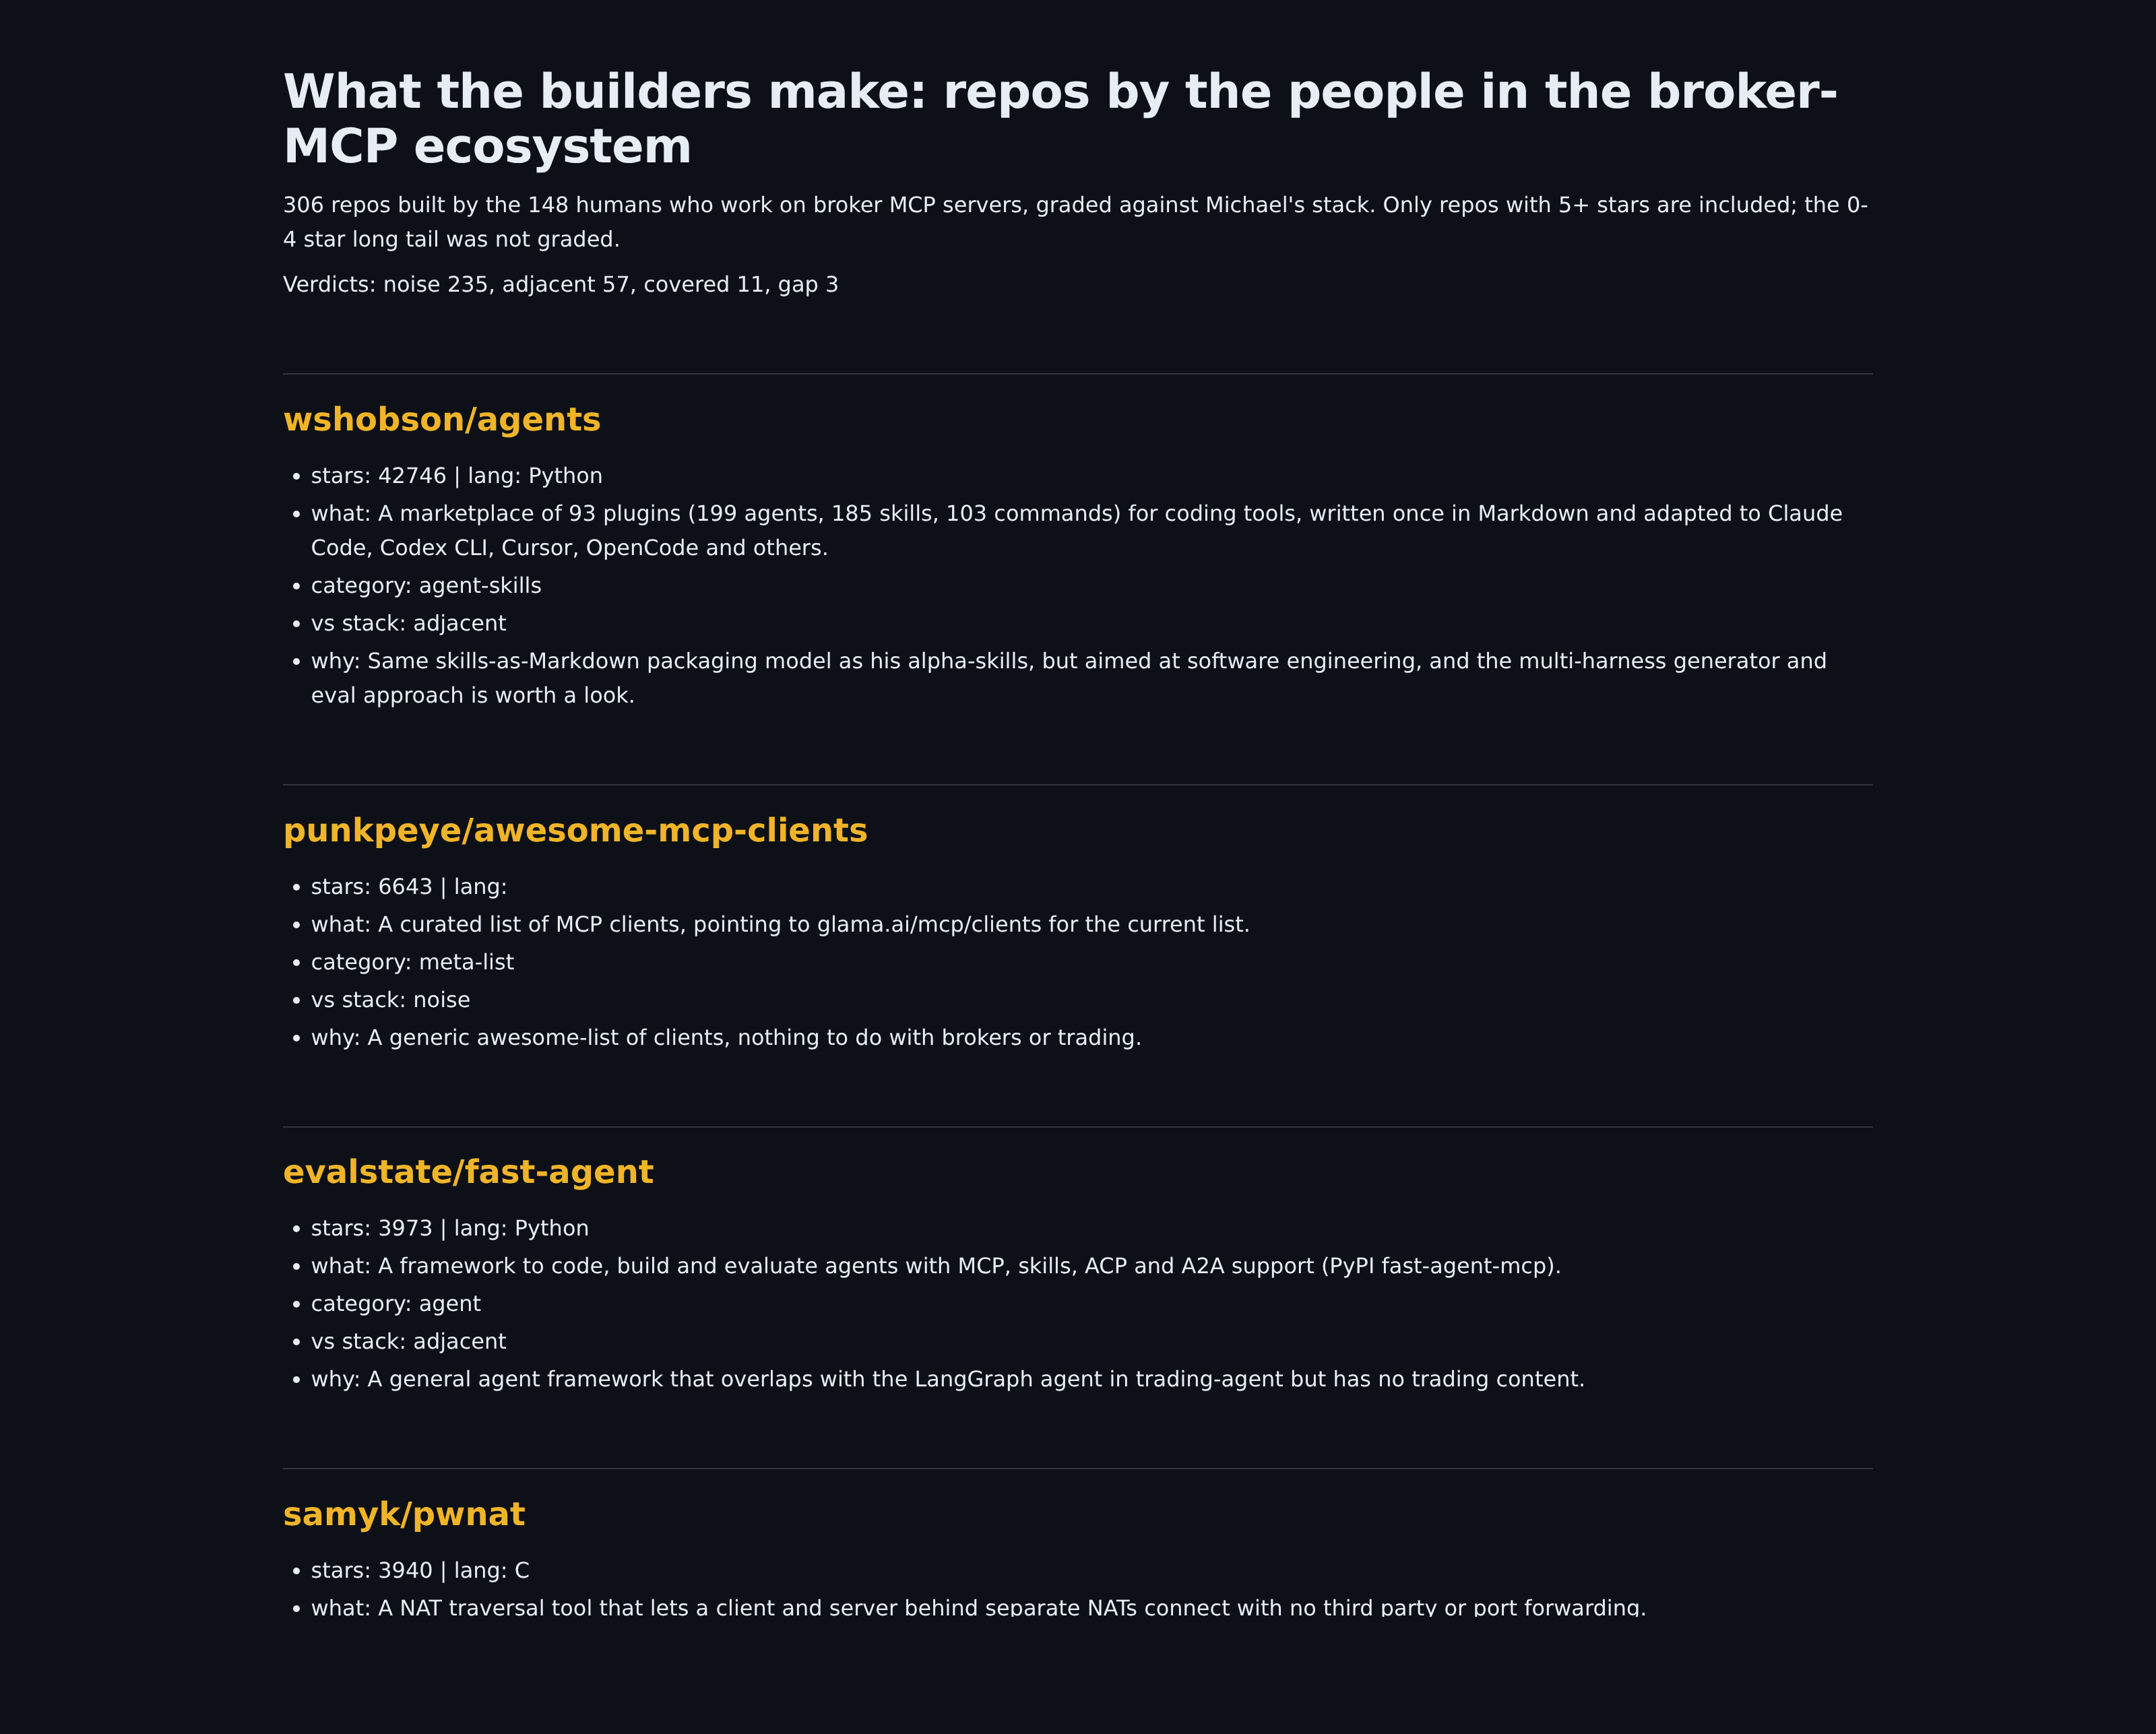 What the builders make: repos by the people in the broker-
MCP ecosystem
306 repos built by the 148 humans who work on broker MCP servers, graded against Michael's stack. Only repos with 5+ stars are included; the 0-
4 star long tail was not graded.
Verdicts: noise 235, adjacent 57, covered 11, gap 3
wshobson/agents
• stars: 42746 | lang: Python
• what: A marketplace of 93 plugins (199 agents, 185 skills, 103 commands) for coding tools, written once in Markdown and adapted to Claude
Code, Codex CLI, Cursor, OpenCode and others.
• category: agent-skills
• vs stack: adjacent
• why: Same skills-as-Markdown packaging model as his alpha-skills, but aimed at software engineering, and the multi-harness generator and
eval approach is worth a look.
punkpeye/awesome-mcp-clients
• stars: 6643 | lang:
• what: A curated list of MCP clients, pointing to glama.ai/mcp/clients for the current list.
• category: meta-list
• vs stack: noise
• why: A generic awesome-list of clients, nothing to do with brokers or trading.
evalstate/fast-agent
• stars: 3973 | lang: Python
• what: A framework to code, build and evaluate agents with MCP, skills, ACP and A2A support (PyPI fast-agent-mcp).
• category: agent
• vs stack: adjacent
• why: A general agent framework that overlaps with the LangGraph agent in trading-agent but has no trading content.
samyk/pwnat
• stars: 3940 | lang: C
• what: A NAT traversal tool that lets a client and server behind separate NATs connect with no third party or port forwarding.